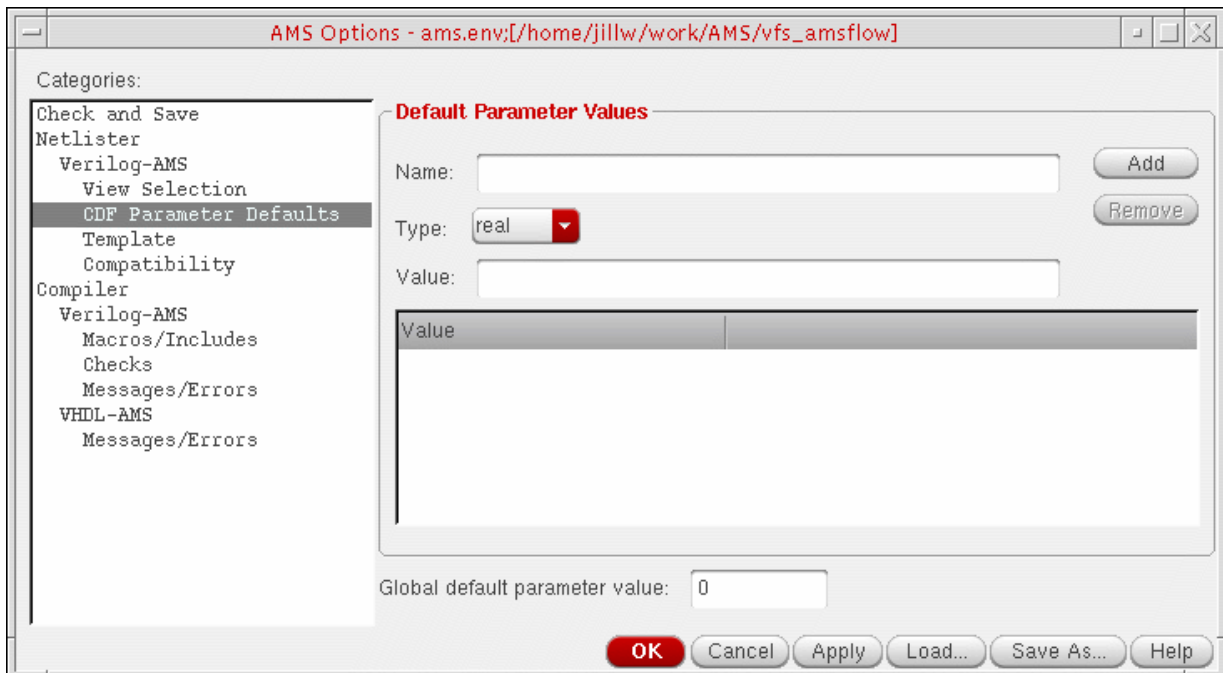 AMS Options - ams.env;[/home/jillw/work/AMS/vfs_amsflow]
Categories:
Check and Save
Netlister
Verilog-AMS
View Selection
CDF Parameter Defaults
Template
Compatibility
Compiler
Verilog-AMS
Macros/Includes
Checks
Messages/Errors
VHDL-AMS
Messages/Errors
Default Parameter Values
Name:
Add
Remove
Type: real
Value:
Value
Global default parameter value: 0
OK Cancel Apply Load... Save As... Help